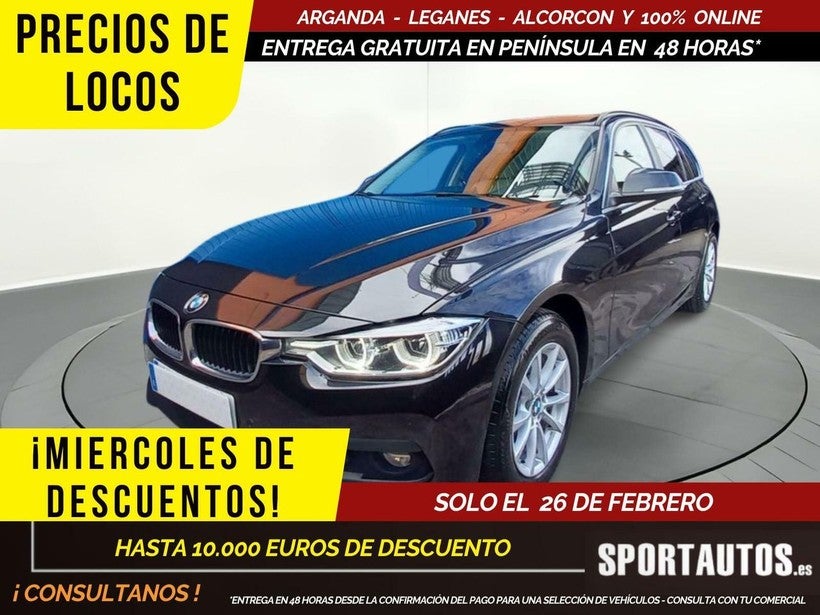 PRECIOS DE
LOCOS
ARGANDA - LEGANES - ALCORCON Y 100% ONLINE
ENTREGA GRATUITA EN PENÍNSULA EN 48 HORAS*
¡MIERCOLES DE
DESCUENTOS!
SOLO EL 26 DE FEBRERO
HASTA 10.000 EUROS DE DESCUENTO
SPORTAUTOS.es
¡ CONSULTANOS !
*ENTREGA EN 48 HORAS DESDE LA CONFIRMACIÓN DEL PAGO PARA UNA SELECCIÓN DE VEHÍCULOS - CONSULTA CON TU COMERCIAL